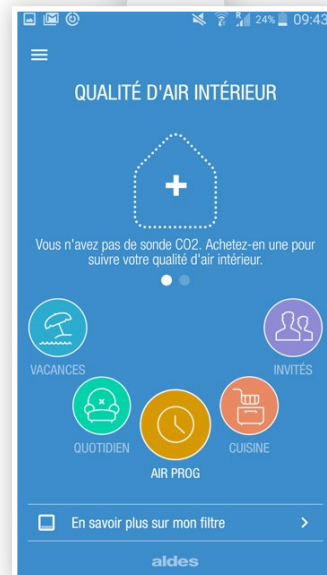 24% 09:43
QUALITÉ D'AIR INTÉRIEUR
Vous n'avez pas de sonde CO2. Achetez-en une pour
suivre votre qualité d'air intérieur.
VACANCES
INVITÉS
QUOTIDIEN
CUISINE
AIR PROG
En savoir plus sur mon filtre
aldes